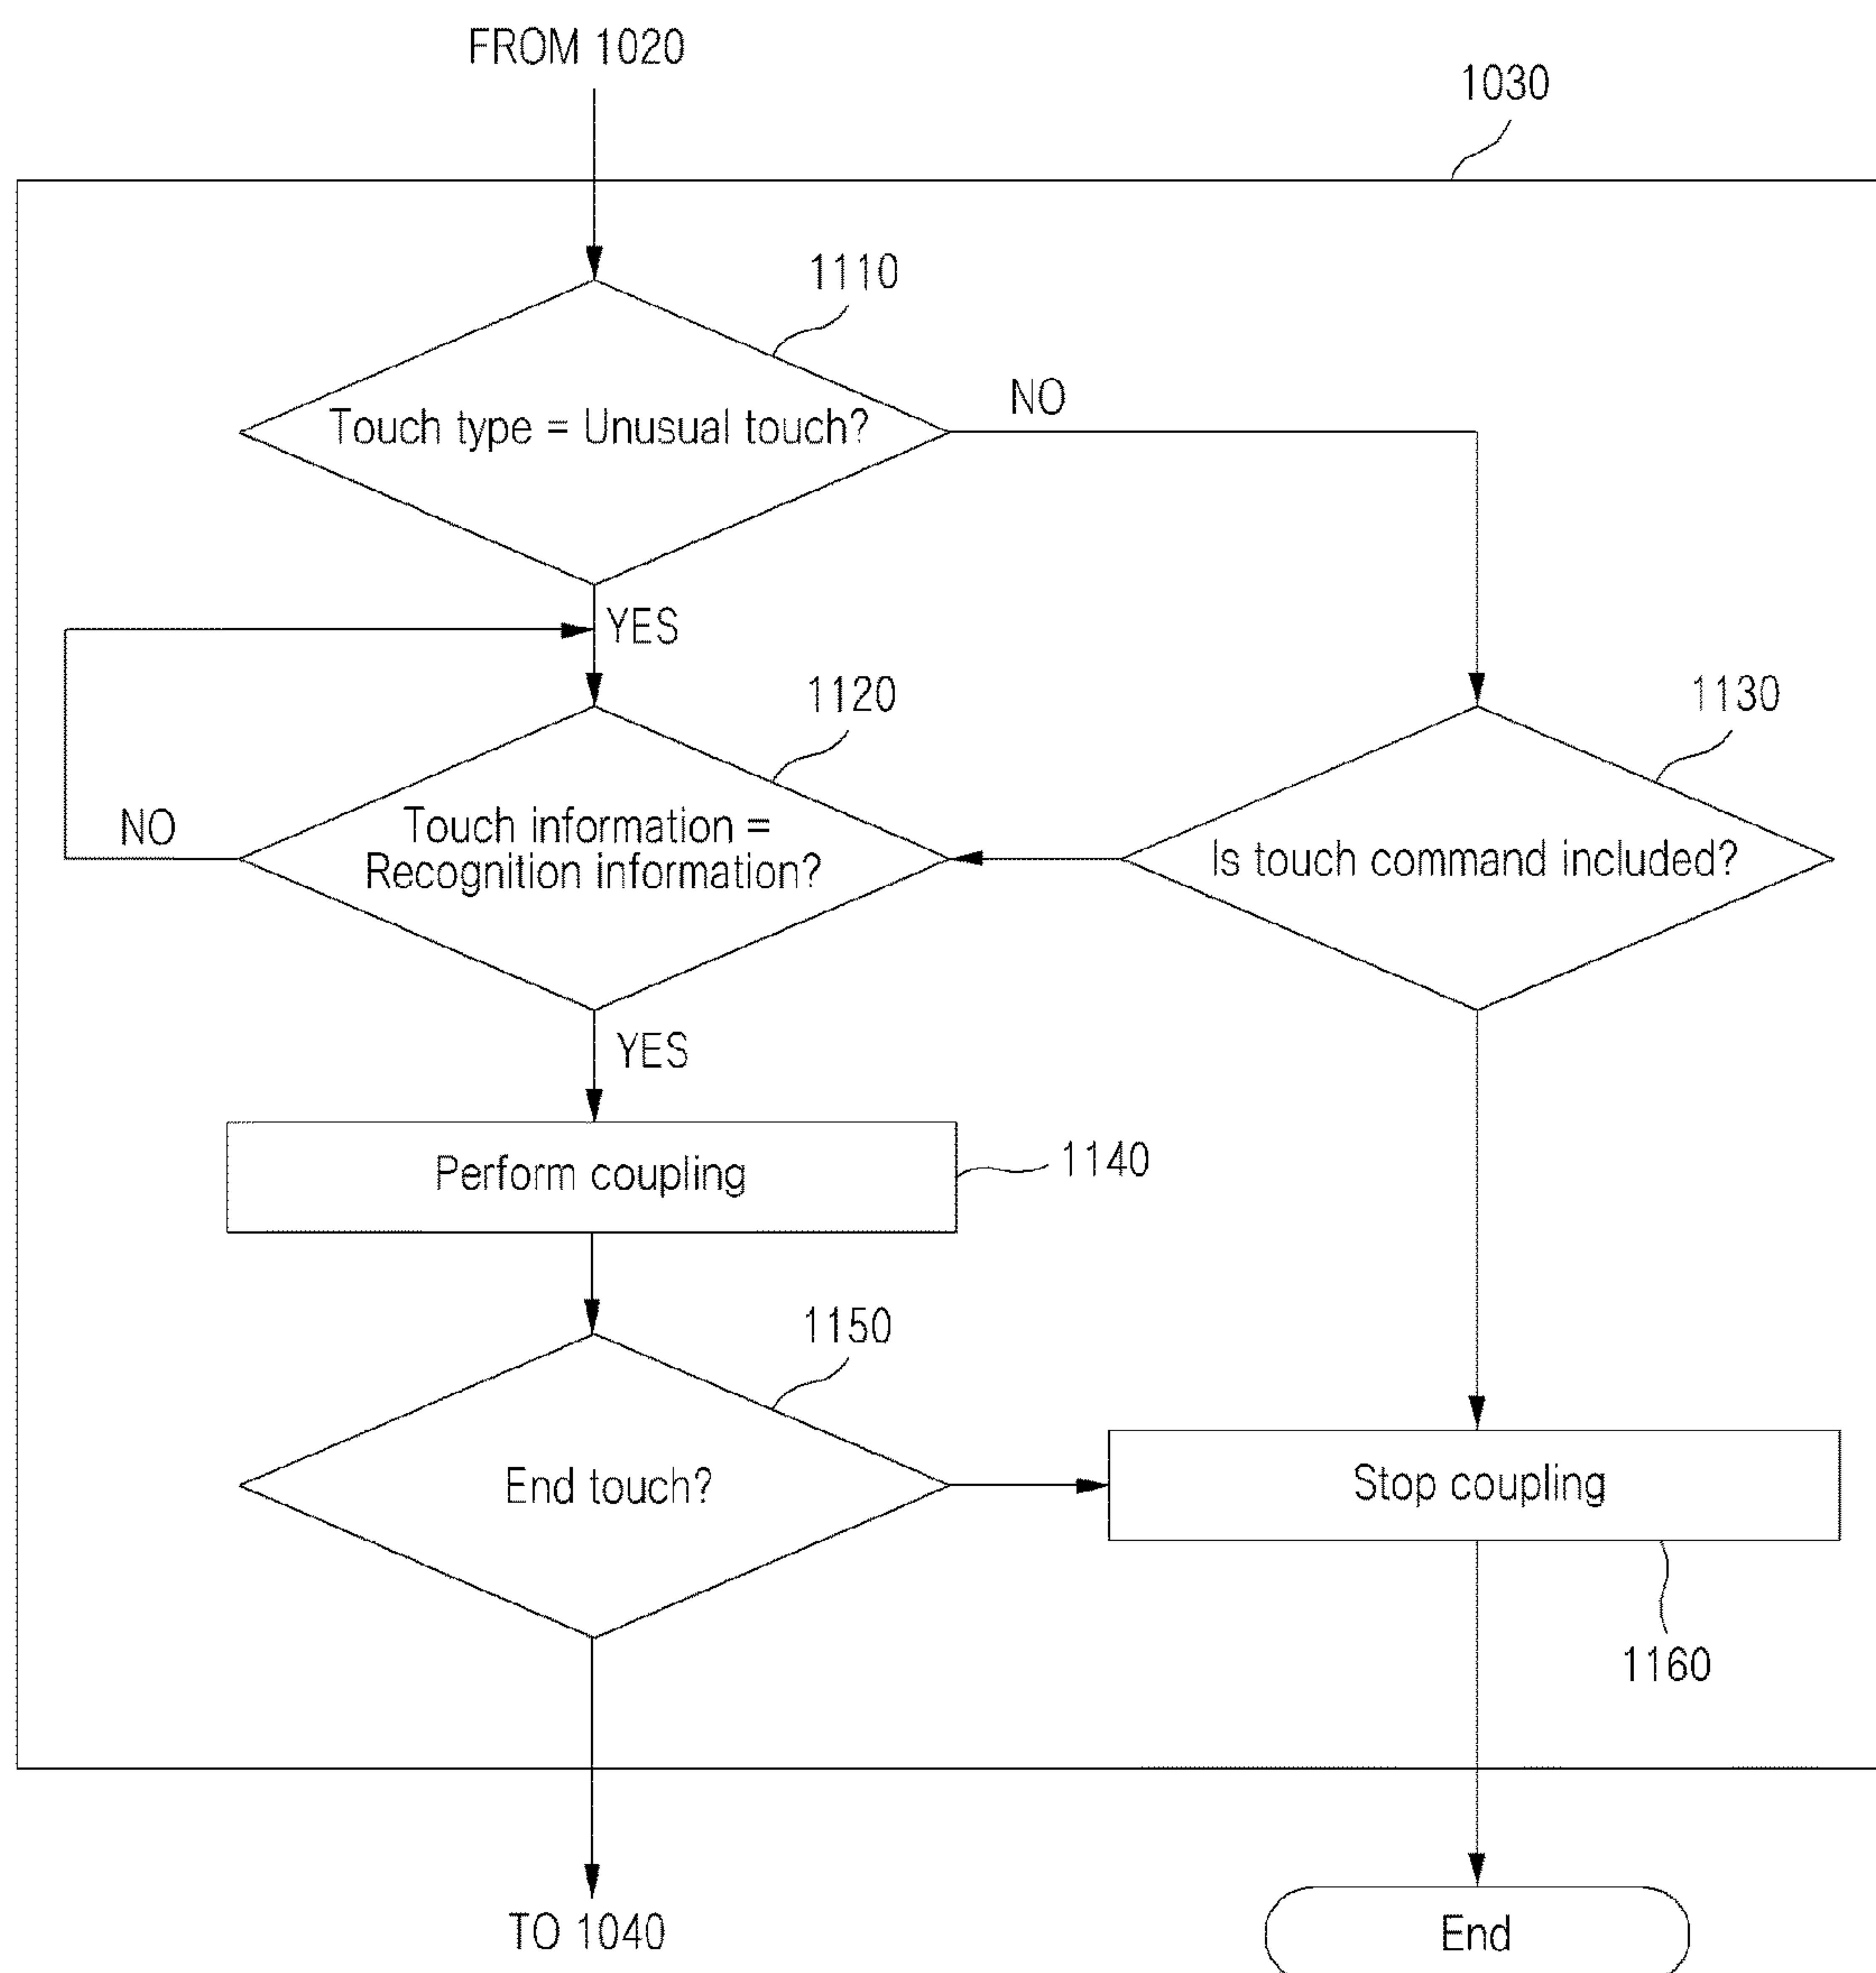 FROM 1020
1030
1110
Touch type = Unusual touch?
NO
YES
1120
1130
NO
Touch information =
Recognition information?
Is touch command included?
YES
Perform coupling
1140
1150
End touch?
Stop coupling
1160
TO 1040
End